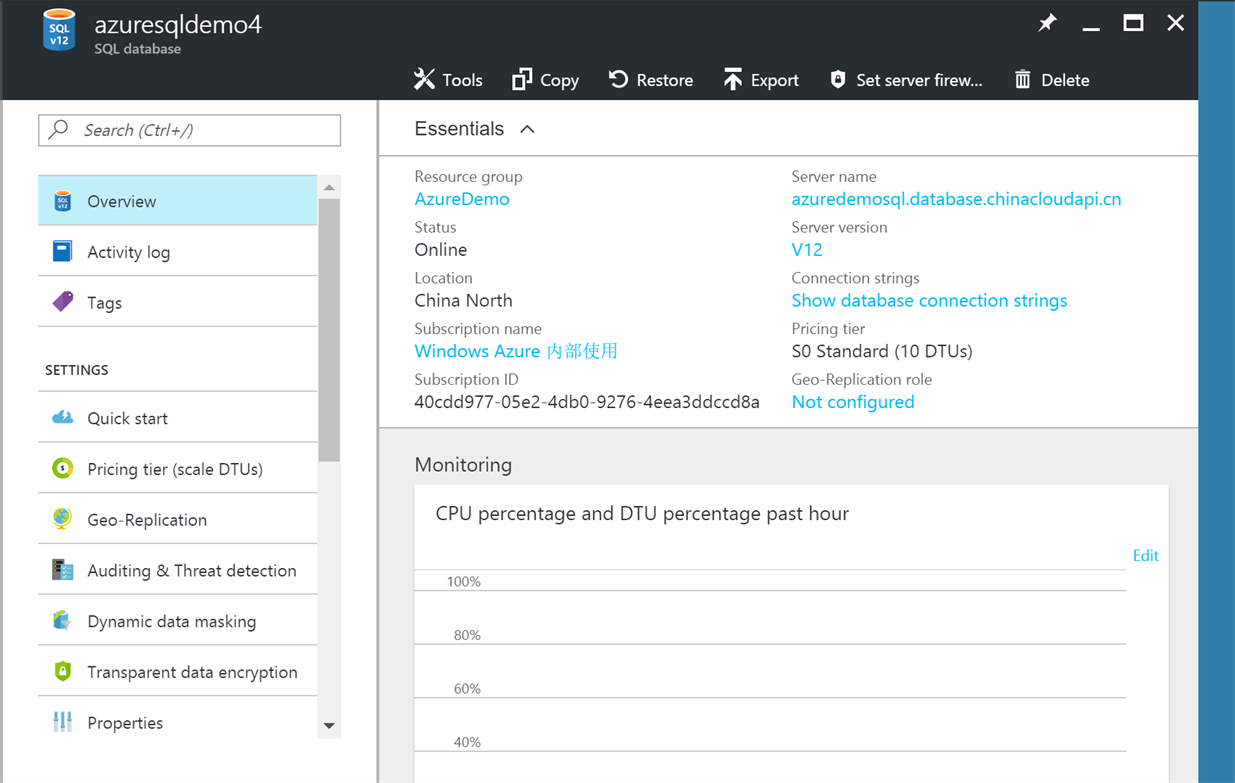 SQL
v12
azuresqldemo4
SQL database
Tools
Copy
Restore
Export
Set server firew...
Delete
Search (Ctrl+/)
SQL
v12
Overview
Activity log
Tags
SETTINGS
Quick start
Pricing tier (scale DTUs)
Geo-Replication
Auditing & Threat detection
Dynamic data masking
Transparent data encryption
Properties
Essentials
Resource group
AzureDemo
Status
Online
Location
China North
Subscription name
Windows Azure 内部使用
Subscription ID
40cdd977-05e2-4db0-9276-4eea3ddccd8a
Server name
azuredemosql.database.chinacloudapi.cn
Server version
V12
Connection strings
Show database connection strings
Pricing tier
S0 Standard (10 DTUs)
Geo-Replication role
Not configured
Monitoring
CPU percentage and DTU percentage past hour
Edit
100%
80%
60%
40%